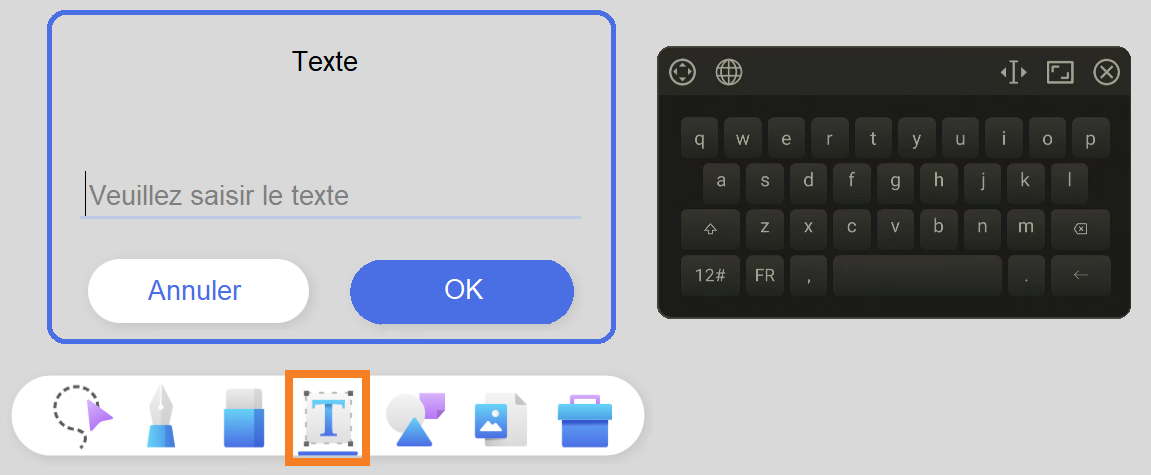 Texte
Veuillez saisir le texte
Annuler OK
q w e r t y u i o p
a s d f g h j k l
z x c v b n m
12# FR , .
T